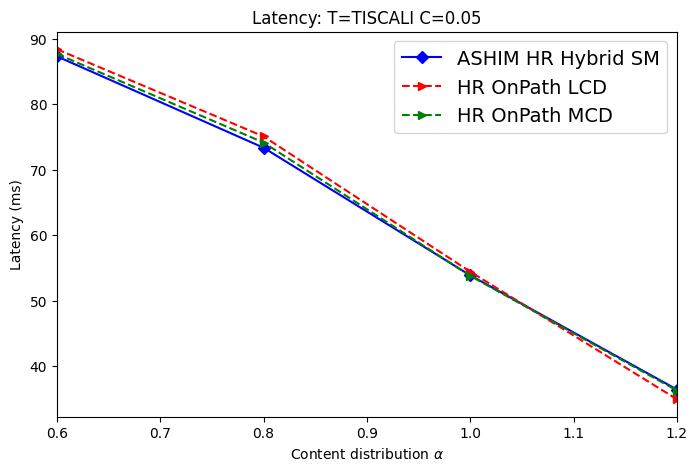 Latency: T=TISCALI C=0.05
90
80
70
60
50
40
Latency (ms)
ASHIM HR Hybrid SM
HR OnPath LCD
HR OnPath MCD
0.6
0.7
0.8
0.9
1.0
1.1
1.2
Content distribution α